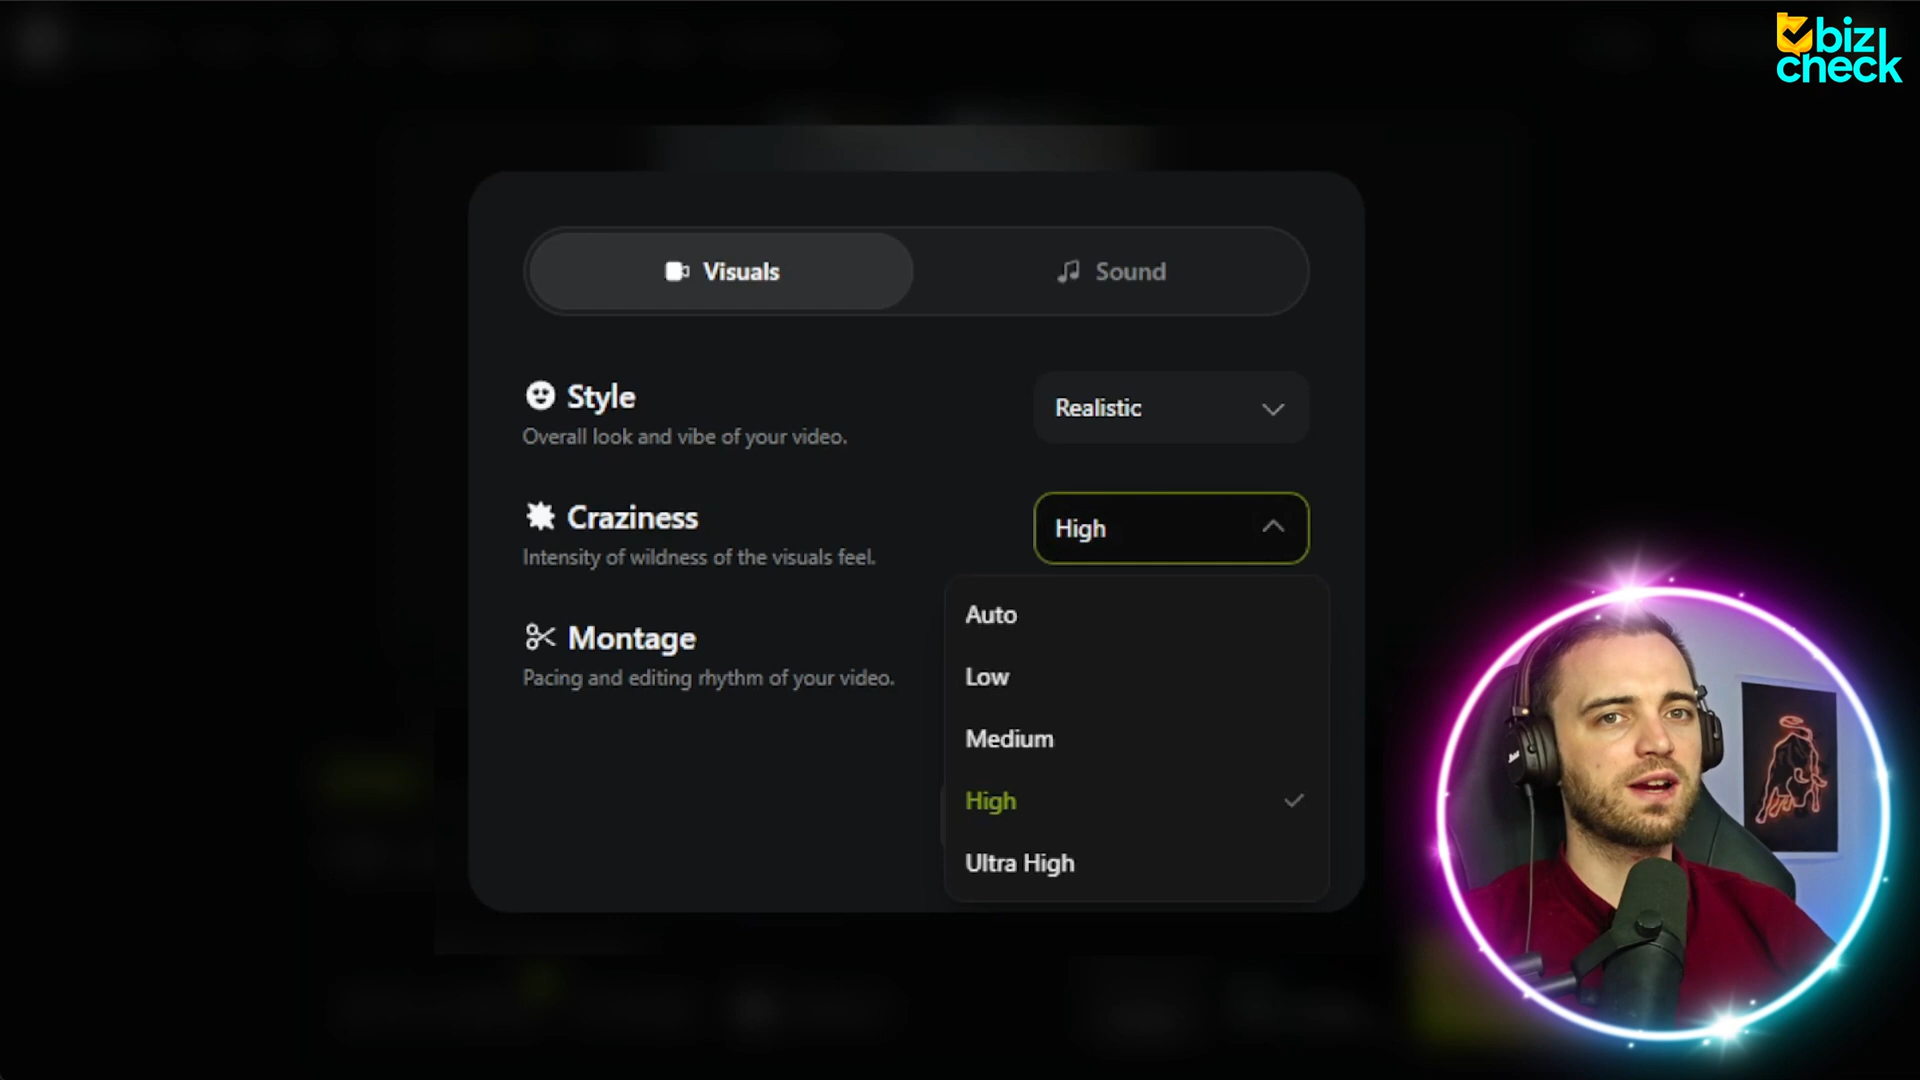 biz
check
Visuals
Sound
Style
Overall look and vibe of your video.
Realistic
Craziness
Intensity of wildness of the visuals feel.
High
Montage
Pacing and editing rhythm of your video.
Auto
Low
Medium
High
Ultra High